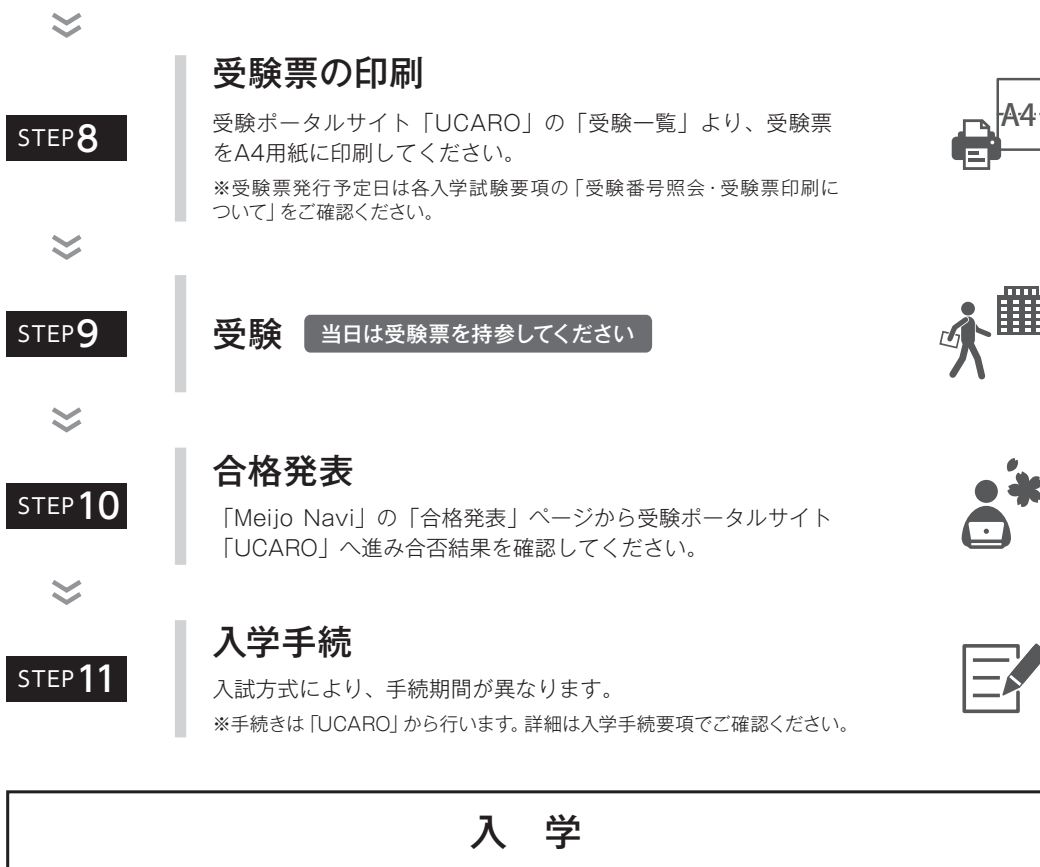 STEP8
受験票の印刷
受験ポータルサイト「UCARO」の「受験一覧」より、受験票
をA4用紙に印刷してください。
※受験票発行予定日は各入学試験要項の「受験番号照会・受験票印刷に
ついて」をご確認ください。
A4
STEP9
受験 当日は受験票を持参してください
STEP10
合格発表
「Meijo Navi」の「合格発表」ページから受験ポータルサイト
「UCARO」へ進み合否結果を確認してください。
STEP11
入学手続
入試方式により、手続期間が異なります。
※手続きは「UCARO」から行います。詳細は入学手続要項でご確認ください。
入 学